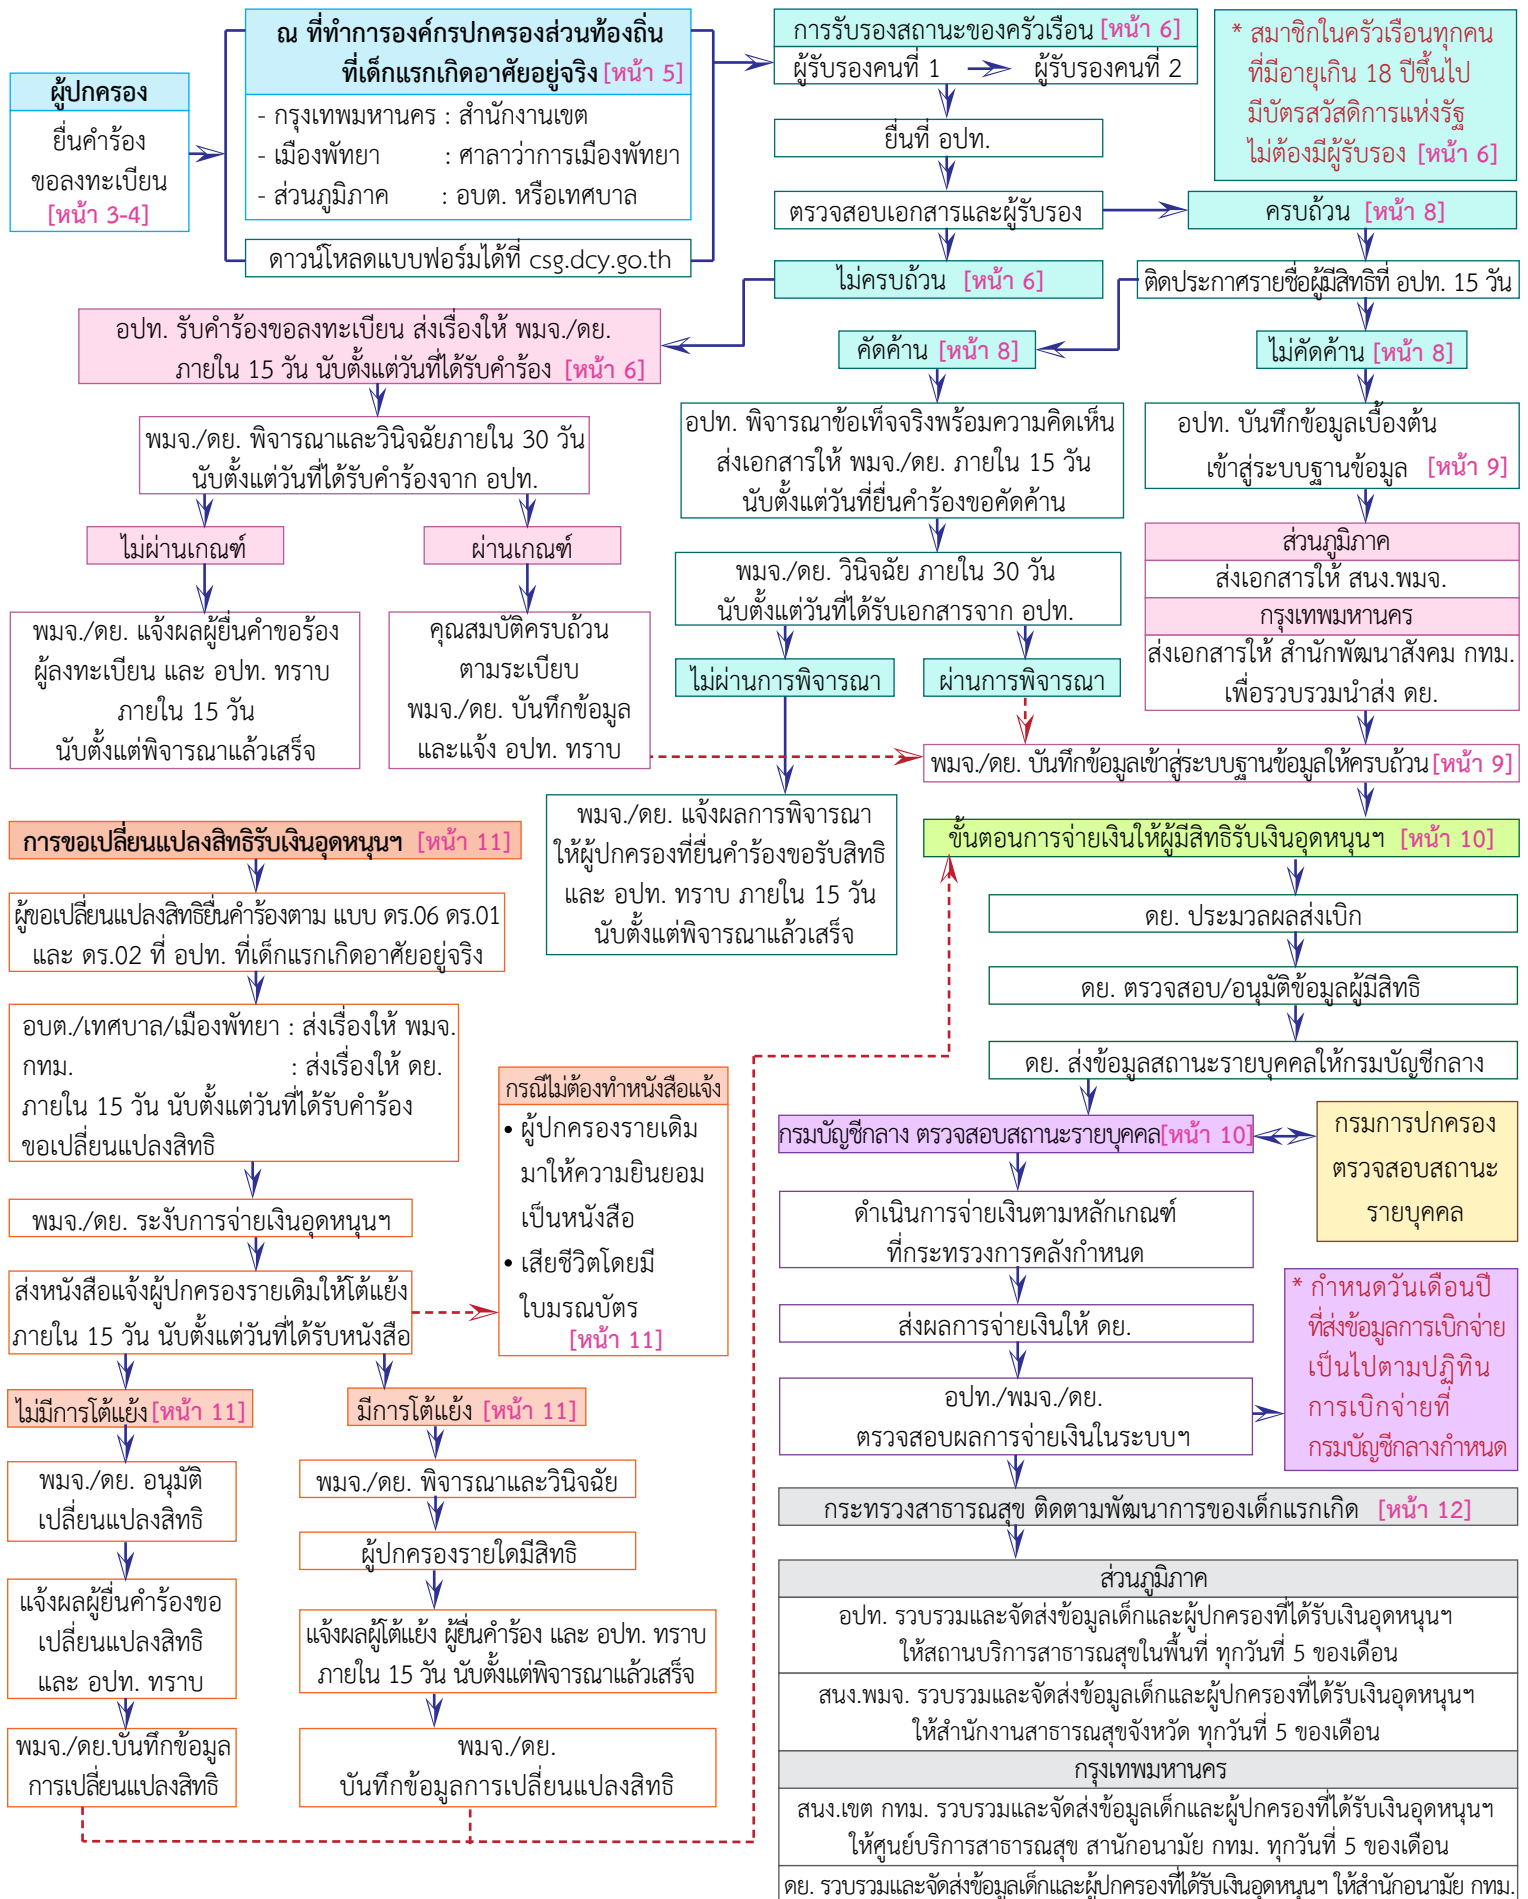 ผู้ปกครอง
ยื่นคำร้อง
ขอลงทะเบียน
[หน้า 3-4]
ณ ที่ทำการองค์กรปกครองส่วนท้องถิ่น
ที่เด็กแรกเกิดอาศัยอยู่จริง [หน้า 5]
- กรุงเทพมหานคร : สำนักงานเขต
- เมืองพัทยา : ศาลาว่าการเมืองพัทยา
- ส่วนภูมิภาค : อบต. หรือเทศบาล
ดาวน์โหลดแบบฟอร์มได้ที่ csg.dcy.go.th
การรับรองสถานะของครัวเรือน [หน้า 6]
ผู้รับรองคนที่ 1 ผู้รับรองคนที่ 2
* สมาชิกในครัวเรือนทุกคน
ที่มีอายุเกิน 18 ปีขึ้นไป
มีบัตรสวัสดิการแห่งรัฐ
ไม่ต้องมีผู้รับรอง [หน้า 6]
ยื่นที่ อปท.
ตรวจสอบเอกสารและผู้รับรอง
ครบถ้วน [หน้า 8]
ไม่ครบถ้วน [หน้า 6]
ติดประกาศรายชื่อผู้มีสิทธิที่ อปท. 15 วัน
อปท. รับคำร้องขอลงทะเบียน ส่งเรื่องให้ พมจ./ดย.
ภายใน 15 วัน นับตั้งแต่วันที่ได้รับคำร้อง [หน้า 6]
คัดค้าน [หน้า 8]
ไม่คัดค้าน [หน้า 8]
พมจ./ดย. พิจารณาและวินิจฉัยภายใน 30 วัน
นับตั้งแต่วันที่ได้รับคำร้องจาก อปท.
อปท. พิจารณาข้อเท็จจริงพร้อมความคิดเห็น
ส่งเอกสารให้ พมจ./ดย. ภายใน 15 วัน
นับตั้งแต่วันที่ยื่นคำร้องขอคัดค้าน
อปท. บันทึกข้อมูลเบื้องต้น
เข้าสู่ระบบฐานข้อมูล [หน้า 9]
ไม่ผ่านเกณฑ์
ผ่านเกณฑ์
พมจ./ดย. วินิจฉัย ภายใน 30 วัน
นับตั้งแต่วันที่ได้รับเอกสารจาก อปท.
ส่วนภูมิภาค
ส่งเอกสารให้ สนง.พมจ.
กรุงเทพมหานคร
ส่งเอกสารให้ สำนักพัฒนาสังคม กทม.
เพื่อรวบรวมนำส่ง ดย.
พมจ./ดย. แจ้งผลผู้ยื่นคำขอร้อง
ผู้ลงทะเบียน และ อปท. ทราบ
ภายใน 15 วัน
นับตั้งแต่พิจารณาแล้วเสร็จ
คุณสมบัติครบถ้วน
ตามระเบียบ
พมจ./ดย. บันทึกข้อมูล
และแจ้ง อปท. ทราบ
ไม่ผ่านการพิจารณา
ผ่านการพิจารณา
พมจ./ดย. บันทึกข้อมูลเข้าสู่ระบบฐานข้อมูลให้ครบถ้วน [หน้า 9]
พมจ./ดย. แจ้งผลการพิจารณา
ให้ผู้ปกครองที่ยื่นคำร้องขอรับสิทธิ
และ อปท. ทราบ ภายใน 15 วัน
นับตั้งแต่พิจารณาแล้วเสร็จ
ขั้นตอนการจ่ายเงินให้ผู้มีสิทธิรับเงินอุดหนุนฯ [หน้า 10]
ดย. ประมวลผลส่งเบิก
ดย. ตรวจสอบ/อนุมัติข้อมูลผู้มีสิทธิ
ดย. ส่งข้อมูลสถานะรายบุคคลให้กรมบัญชีกลาง
กรมบัญชีกลาง ตรวจสอบสถานะรายบุคคล[หน้า 10]
กรมการปกครอง
ตรวจสอบสถานะ
รายบุคคล
ดำเนินการจ่ายเงินตามหลักเกณฑ์
ที่กระทรวงการคลังกำหนด
ส่งผลการจ่ายเงินให้ ดย.
อปท./พมจ./ดย.
ตรวจสอบผลการจ่ายเงินในระบบฯ
* กำหนดวันเดือนปี
ที่ส่งข้อมูลการเบิกจ่าย
เป็นไปตามปฏิทิน
การเบิกจ่ายที่
กรมบัญชีกลางกำหนด
การขอเปลี่ยนแปลงสิทธิรับเงินอุดหนุนฯ [หน้า 11]
ผู้ขอเปลี่ยนแปลงสิทธิยื่นคำร้องตาม แบบ ดร.06 ดร.01
และ ดร.02 ที่ อปท. ที่เด็กแรกเกิดอาศัยอยู่จริง
อบต./เทศบาล/เมืองพัทยา : ส่งเรื่องให้ พมจ.
กทม. : ส่งเรื่องให้ ดย.
ภายใน 15 วัน นับตั้งแต่วันที่ได้รับคำร้อง
ขอเปลี่ยนแปลงสิทธิ
พมจ./ดย. ระงับการจ่ายเงินอุดหนุนฯ
ส่งหนังสือแจ้งผู้ปกครองรายเดิมให้โต้แย้ง
ภายใน 15 วัน นับตั้งแต่วันที่ได้รับหนังสือ
กรณีไม่ต้องทำหนังสือแจ้ง
• ผู้ปกครองรายเดิม
มาให้ความยินยอม
เป็นหนังสือ
• เสียชีวิตโดยมี
ใบมรณบัตร
[หน้า 11]
ไม่มีการโต้แย้ง [หน้า 11]
มีการโต้แย้ง [หน้า 11]
พมจ./ดย. อนุมัติ
เปลี่ยนแปลงสิทธิ
แจ้งผลผู้ยื่นคำร้องขอ
เปลี่ยนแปลงสิทธิ
และ อปท. ทราบ
พมจ./ดย.บันทึกข้อมูล
การเปลี่ยนแปลงสิทธิ
พมจ./ดย. พิจารณาและวินิจฉัย
ผู้ปกครองรายใดมีสิทธิ
แจ้งผลผู้โต้แย้ง ผู้ยื่นคำร้อง และ อปท. ทราบ
ภายใน 15 วัน นับตั้งแต่พิจารณาแล้วเสร็จ
พมจ./ดย.
บันทึกข้อมูลการเปลี่ยนแปลงสิทธิ
กระทรวงสาธารณสุข ติดตามพัฒนาการของเด็กแรกเกิด [หน้า 12]
ส่วนภูมิภาค
อปท. รวบรวมและจัดส่งข้อมูลเด็กและผู้ปกครองที่ได้รับเงินอุดหนุนฯ
ให้สถานบริการสาธารณสุขในพื้นที่ ทุกวันที่ 5 ของเดือน
สนง.พมจ. รวบรวมและจัดส่งข้อมูลเด็กและผู้ปกครองที่ได้รับเงินอุดหนุนฯ
ให้สำนักงานสาธารณสุขจังหวัด ทุกวันที่ 5 ของเดือน
กรุงเทพมหานคร
สนง.เขต กทม. รวบรวมและจัดส่งข้อมูลเด็กและผู้ปกครองที่ได้รับเงินอุดหนุนฯ
ให้ศูนย์บริการสาธารณสุข สานักอนามัย กทม. ทุกวันที่ 5 ของเดือน
ดย. รวบรวมและจัดส่งข้อมูลเด็กและผู้ปกครองที่ได้รับเงินอุดหนุนฯ ให้สำนักอนามัย กทม.